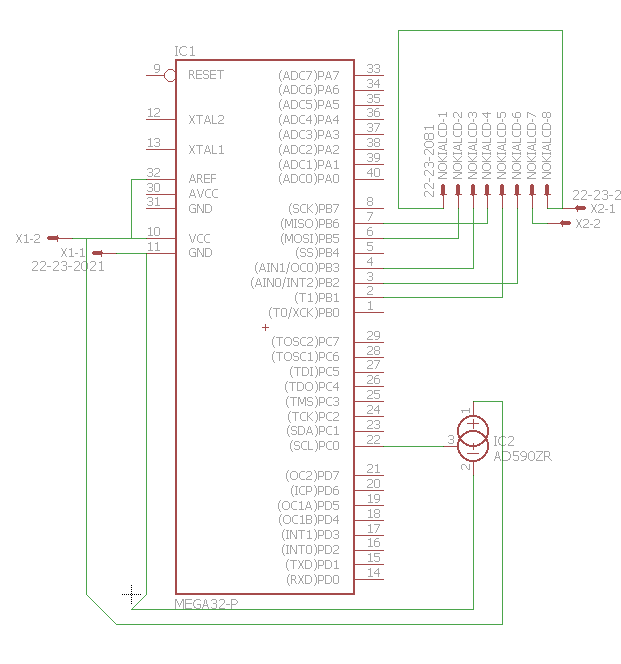 IC1
9 RESET
12 XTAL2
13 XTAL1
32 AREF
30 AVCC
31 GND
10 VCC
11 GND
(ADC7)PA7 33
(ADC6)PA6 34
(ADC5)PA5 35
(ADC4)PA4 36
(ADC3)PA3 37
(ADC2)PA2 38
(ADC1)PA1 39
(ADC0)PA0 40
(SCK)PB7 8
(MISO)PB6 7
(MOSI)PB5 6
(SS)PB4 5
(AIN1/OC0)PB3 4
(AIN0/INT2)PB2 3
(T1)PB1 2
(T0/XCK)PB0 1
(TOSC2)PC7 29
(TOSC1)PC6 28
(TDI)PC5 27
(TDO)PC4 26
(TMS)PC3 25
(TCK)PC2 24
(SDA)PC1 23
(SCL)PC0 22
(OC2)PD7 21
(ICP)PD6 20
(OC1A)PD5 19
(OC1B)PD4 18
(INT1)PD3 17
(INT0)PD2 16
(TXD)PD1 15
(RXD)PD0 14
MEGA32-P
X1-2
X1-1
22-23-2021
22-23-2081
NOKIALCD-1
NOKIALCD-2
NOKIALCD-3
NOKIALCD-4
NOKIALCD-5
NOKIALCD-6
NOKIALCD-7
NOKIALCD-8
22-23-2
X2-1
X2-2
1
3
2
IC2
AD590ZR